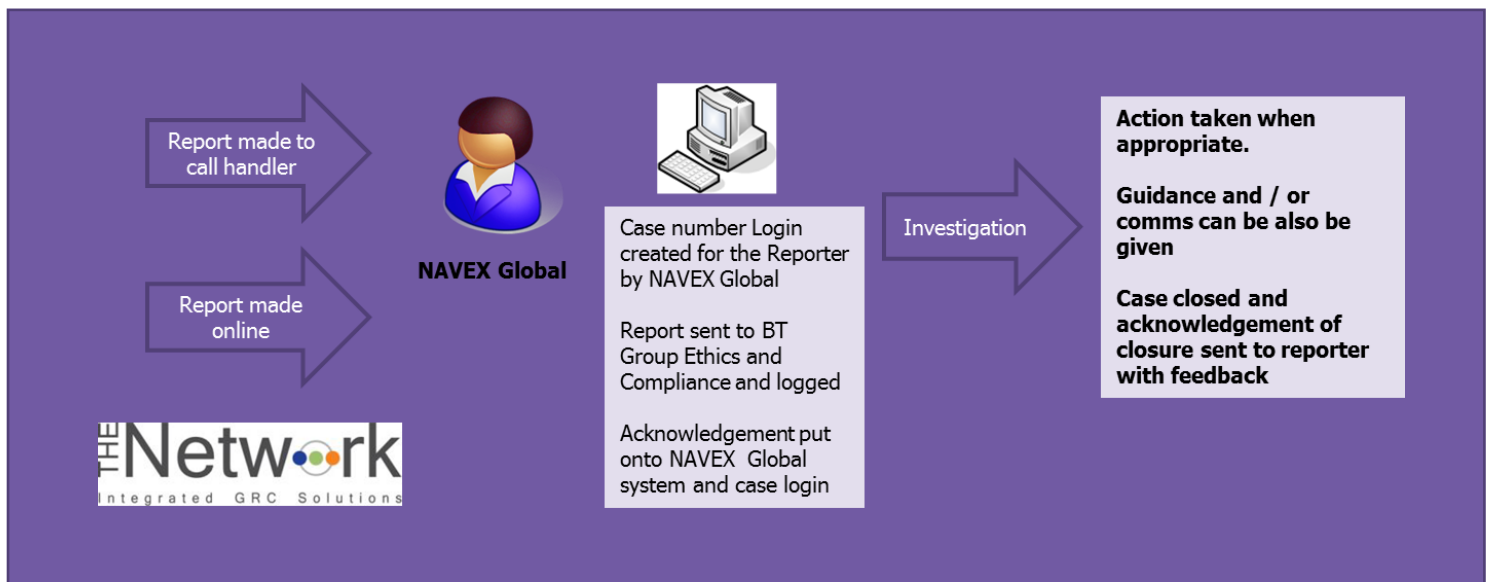 Report made to
call handler
Report made
online
THE
Network
Integrated GRC Solutions
NAVEX Global
Case number Login
created for the Reporter
by NAVEX Global
Report sent to BT
Group Ethics and
Compliance and logged
Acknowledgement put
onto NAVEX Global
system and case login
Investigation
Action taken when
appropriate.
Guidance and / or
comms can be also be
given
Case closed and
acknowledgement of
closure sent to reporter
with feedback